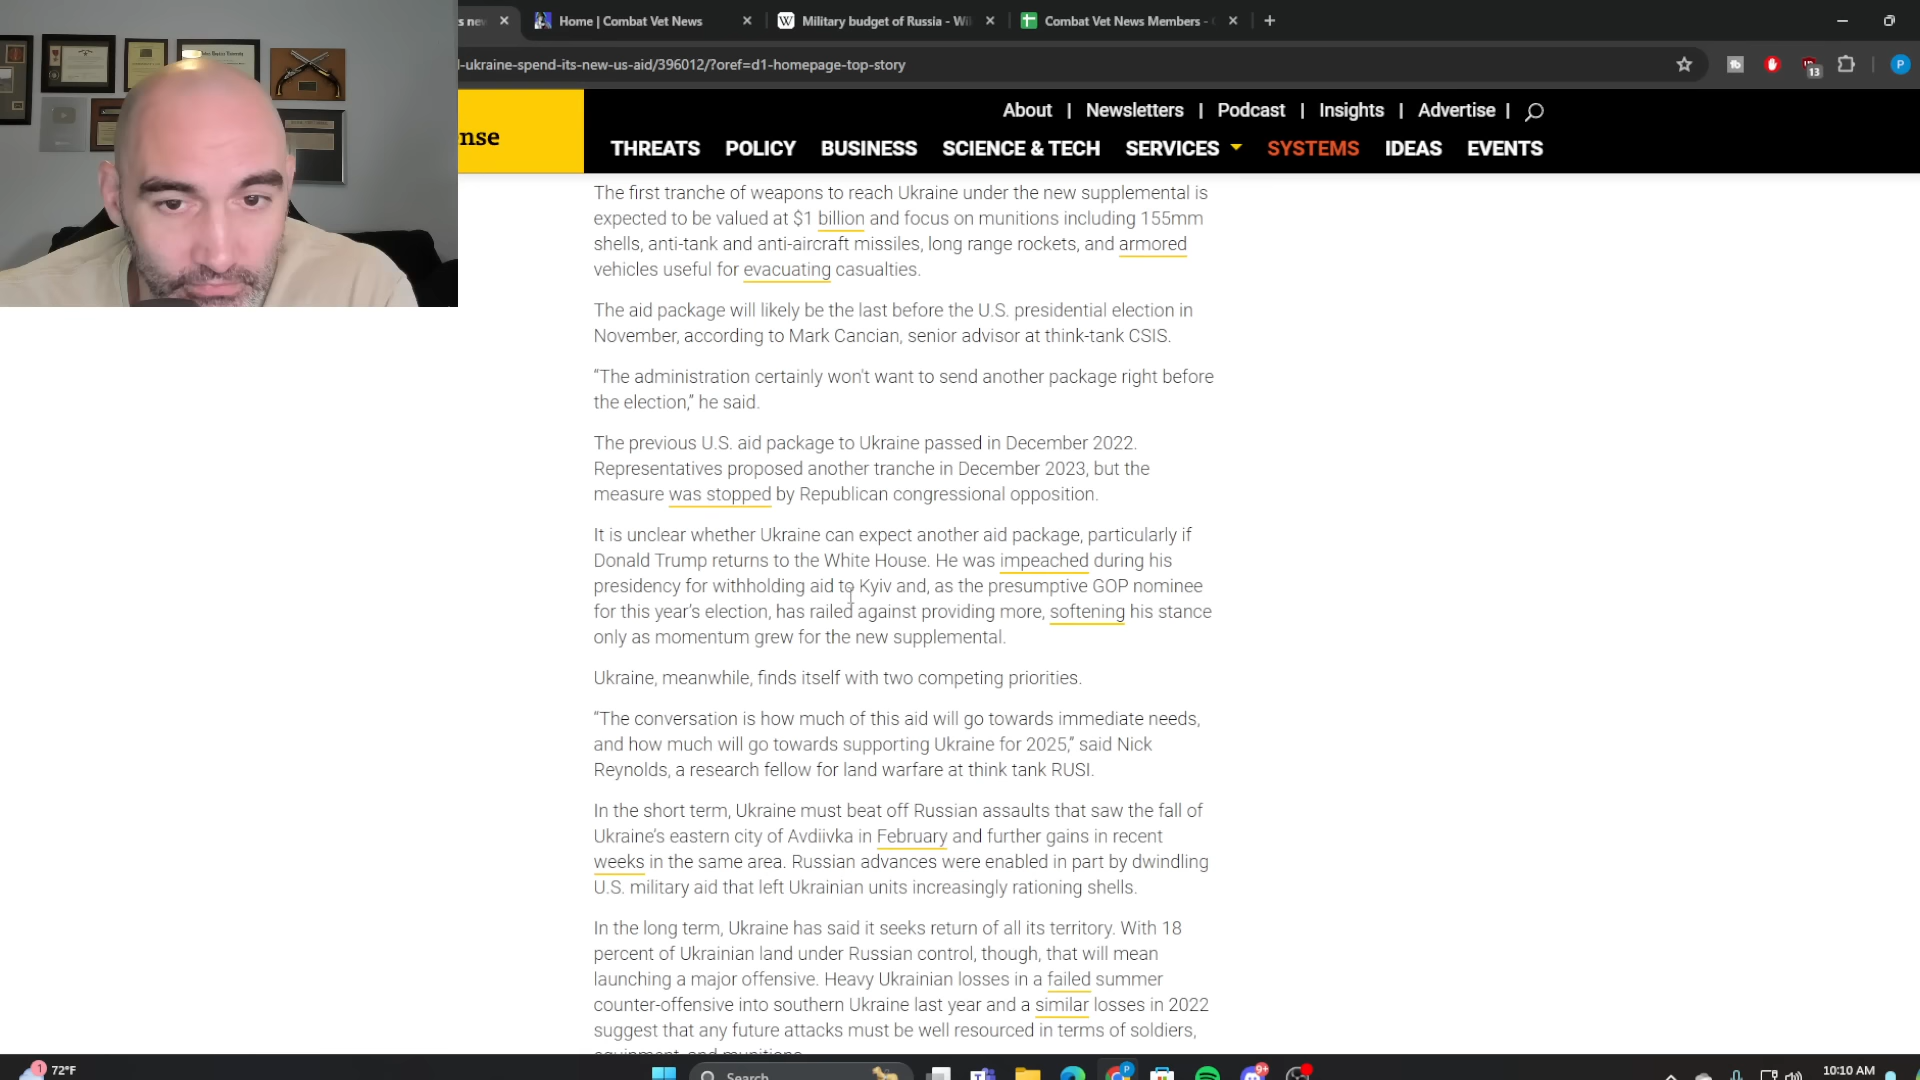 s new
Home | Combat Vet News
Military budget of Russia - Wi
Combat Vet News Members -
l-ukraine-spend-its-new-us-aid/396012/?oref=d1-homepage-top-story
13
P
nse
About | Newsletters | Podcast | Insights | Advertise |
THREATS POLICY BUSINESS SCIENCE & TECH SERVICES SYSTEMS IDEAS EVENTS
The first tranche of weapons to reach Ukraine under the new supplemental is
expected to be valued at $1 billion and focus on munitions including 155mm
shells, anti-tank and anti-aircraft missiles, long range rockets, and armored
vehicles useful for evacuating casualties.
The aid package will likely be the last before the U.S. presidential election in
November, according to Mark Cancian, senior advisor at think-tank CSIS.
“The administration certainly won't want to send another package right before
the election,” he said.
The previous U.S. aid package to Ukraine passed in December 2022.
Representatives proposed another tranche in December 2023, but the
measure was stopped by Republican congressional opposition.
It is unclear whether Ukraine can expect another aid package, particularly if
Donald Trump returns to the White House. He was impeached during his
presidency for withholding aid to Kyiv and, as the presumptive GOP nominee
for this year’s election, has railed against providing more, softening his stance
only as momentum grew for the new supplemental.
Ukraine, meanwhile, finds itself with two competing priorities.
“The conversation is how much of this aid will go towards immediate needs,
and how much will go towards supporting Ukraine for 2025,” said Nick
Reynolds, a research fellow for land warfare at think tank RUSI.
In the short term, Ukraine must beat off Russian assaults that saw the fall of
Ukraine’s eastern city of Avdiivka in February and further gains in recent
weeks in the same area. Russian advances were enabled in part by dwindling
U.S. military aid that left Ukrainian units increasingly rationing shells.
In the long term, Ukraine has said it seeks return of all its territory. With 18
percent of Ukrainian land under Russian control, though, that will mean
launching a major offensive. Heavy Ukrainian losses in a failed summer
counter-offensive into southern Ukraine last year and a similar losses in 2022
suggest that any future attacks must be well resourced in terms of soldiers,
equipment, and munitions.
1
72°F
Search
P
9+
10:10 AM